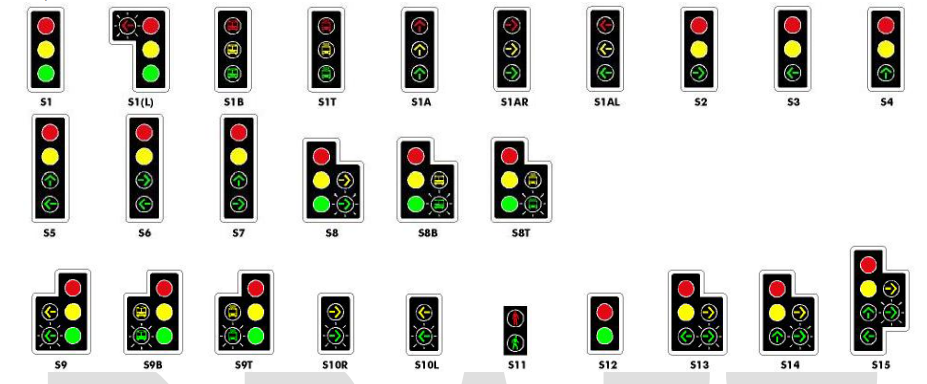 S1 S1(L) S1B S1T S1A S1AR S1AL S2 S3 S4
S5 S6 S7 S8 S8B S8T
S9 S9B S9T S10R S10L S11 S12 S13 S14 S15